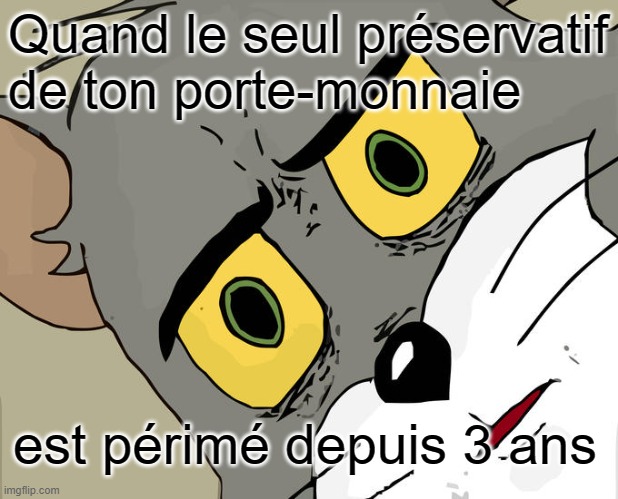 Quand le seul préservatif
de ton porte-monnaie
est périmé depuis 3 ans
imgflip.com